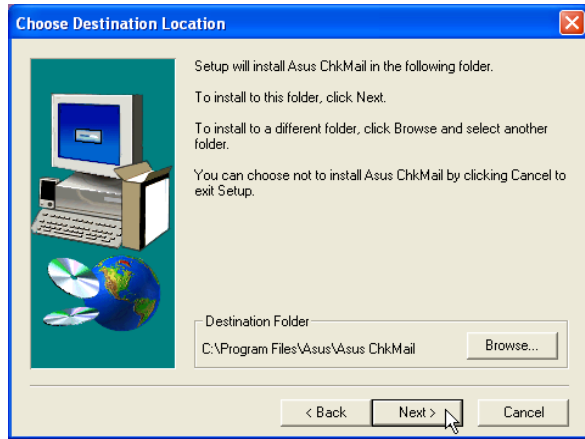 Choose Destination Location
Setup will install Asus ChkMail in the following folder.
To install to this folder, click Next.
To install to a different folder, click Browse and select another
folder.
You can choose not to install Asus ChkMail by clicking Cancel to
exit Setup.
Destination Folder
C:\Program Files\Asus\Asus ChkMail
Browse...
< Back
Next >
Cancel